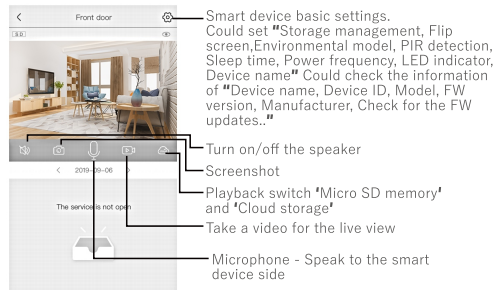 Front door
S.D
Smart device basic settings.
Could set "Storage management, Flip
screen,Environmental model, PIR detection,
Sleep time, Power frequency, LED indicator,
Device name" Could check the information
of "Device name, Device ID, Model, FW
version, Manufacturer, Check for the FW
updates.."
Turn on/off the speaker
2019-09-06
Screenshot
Playback switch 'Micro SD memory'
and 'Cloud storage'
The service is not open
Take a video for the live view
Microphone - Speak to the smart
device side